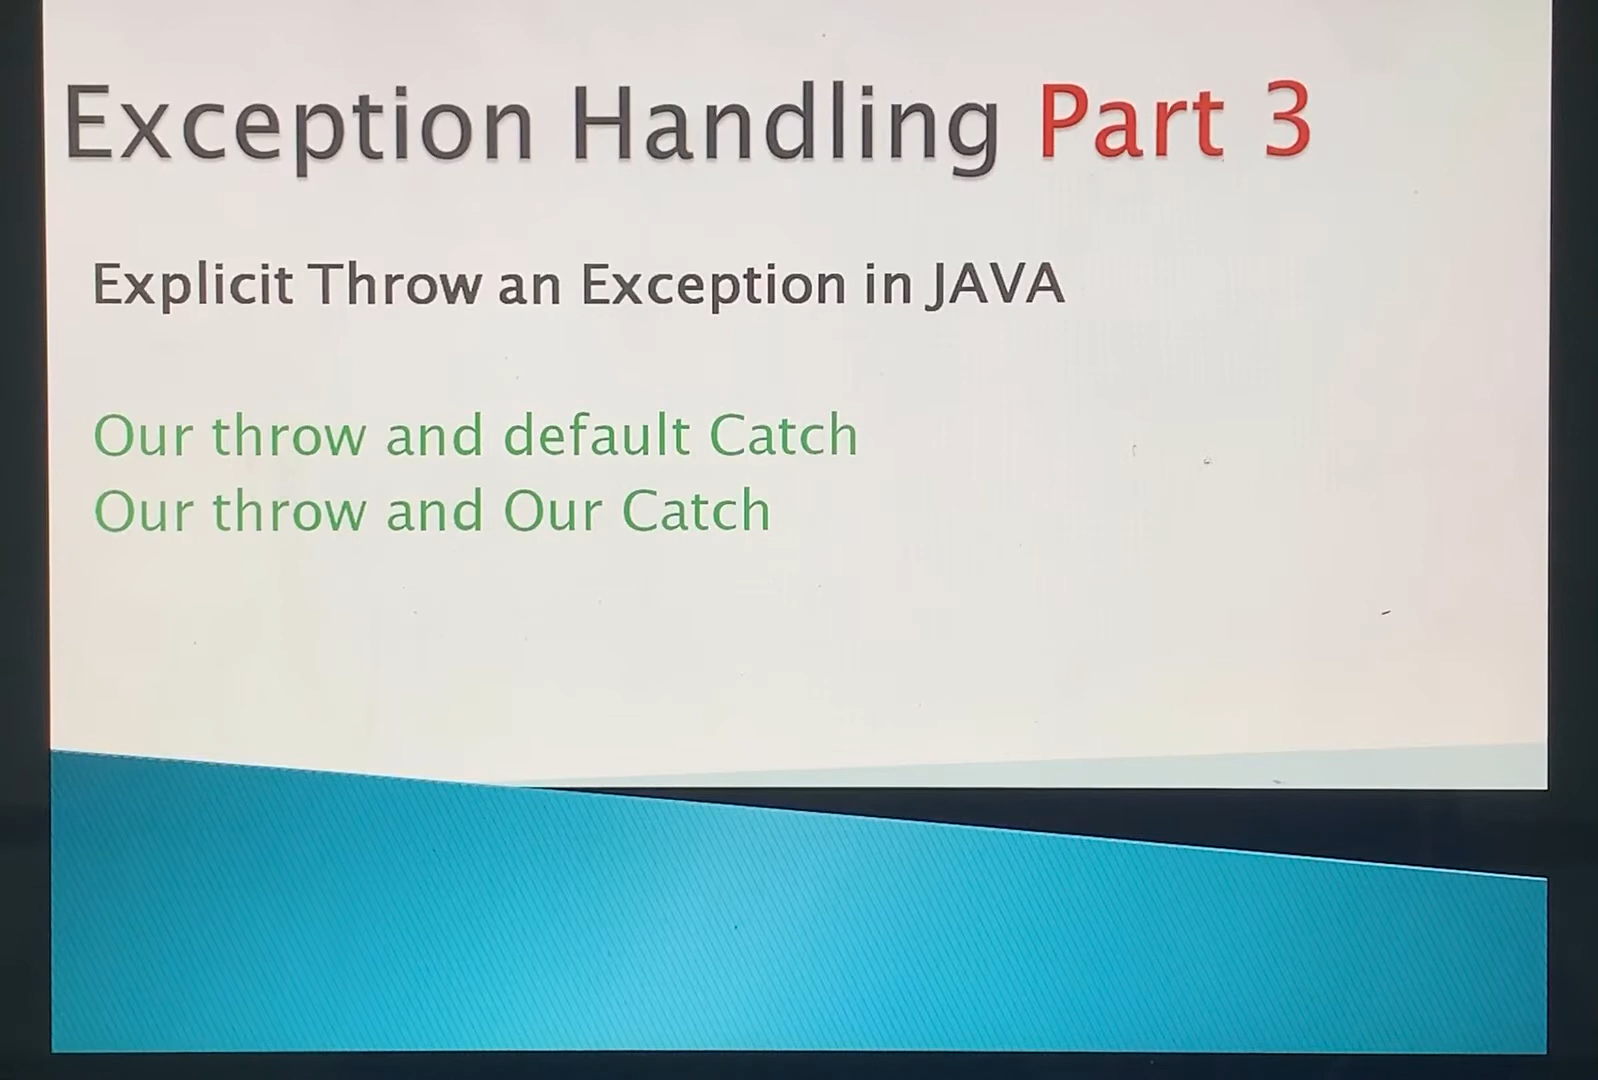 Exception Handling Part 3
Explicit Throw an Exception in JAVA
Our throw and default Catch
Our throw and Our Catch